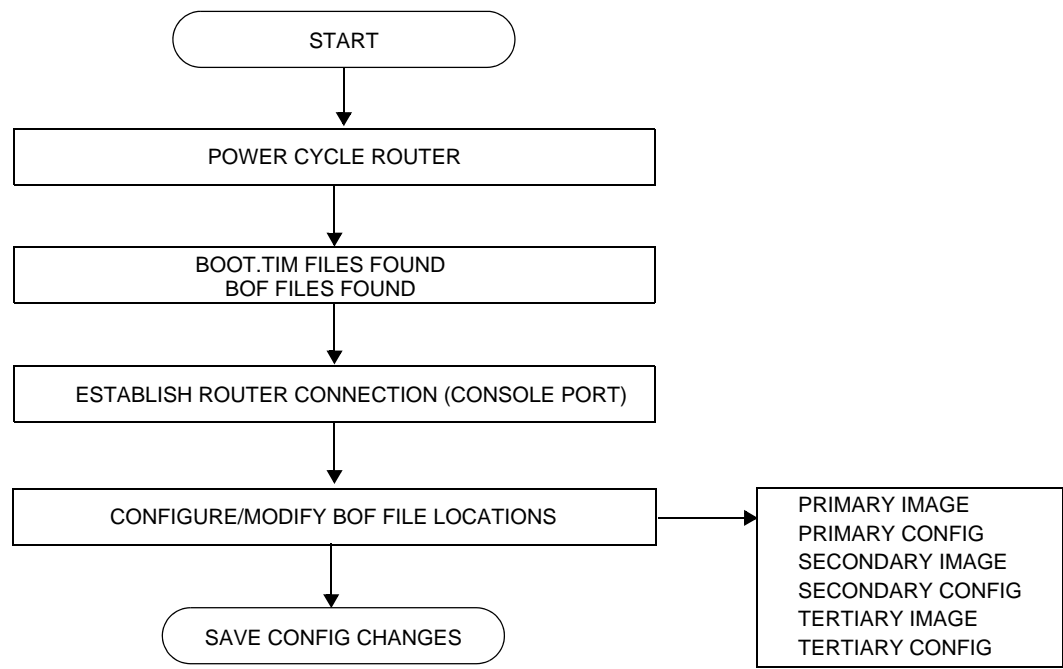 START
POWER CYCLE ROUTER
BOOT.TIM FILES FOUND
BOF FILES FOUND
ESTABLISH ROUTER CONNECTION (CONSOLE PORT)
CONFIGURE/MODIFY BOF FILE LOCATIONS
PRIMARY IMAGE
PRIMARY CONFIG
SECONDARY IMAGE
SECONDARY CONFIG
TERTIARY IMAGE
TERTIARY CONFIG
SAVE CONFIG CHANGES